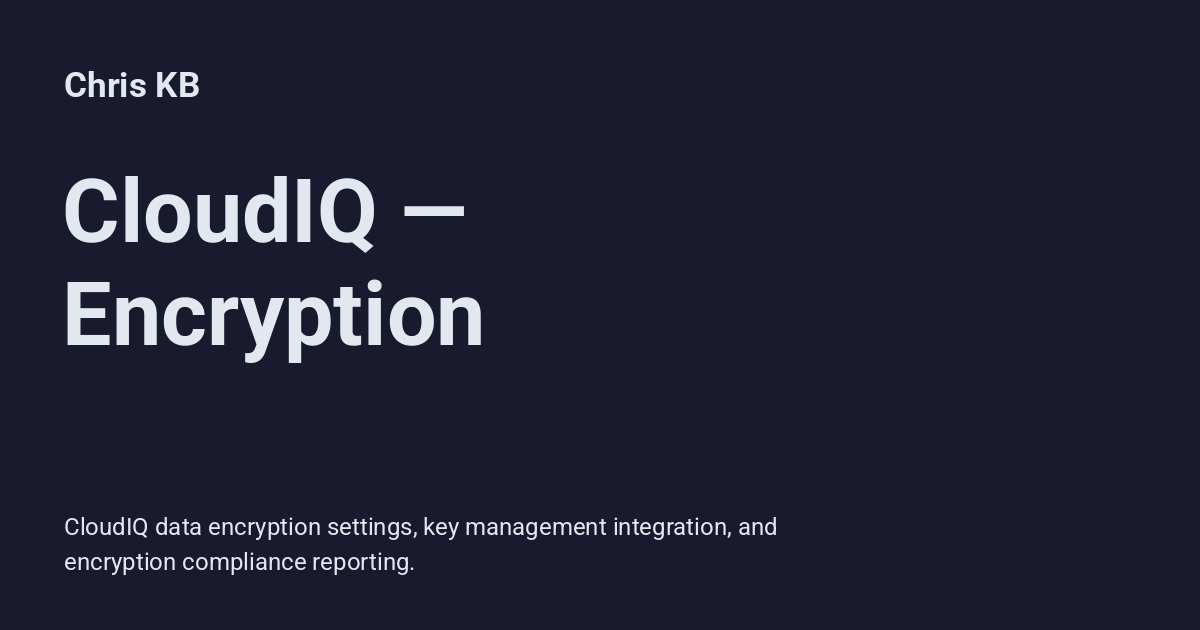 Chris KB
CloudIQ —
Encryption
CloudIQ data encryption settings, key management integration, and
encryption compliance reporting.